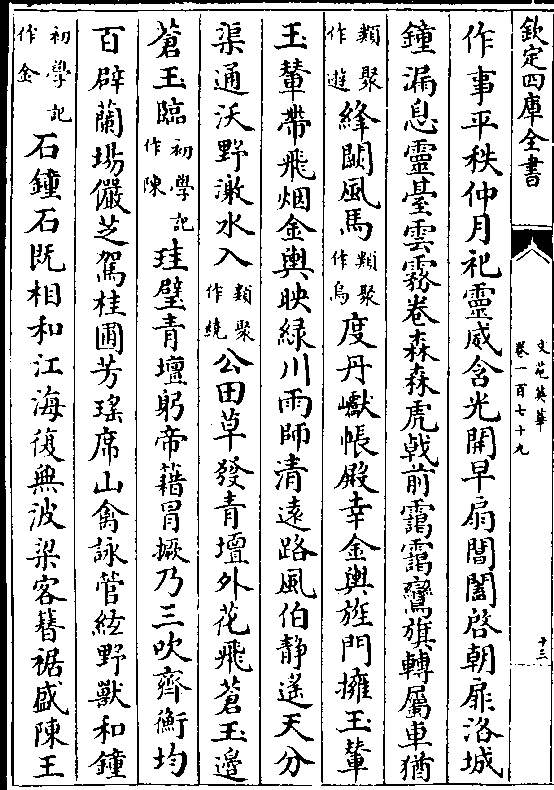 欽定四庫全書
文苑英華
卷一百七十九
十三
作事平秩仲月祀靈威含光開早扇閶闔啓朝扉洛城
鐘漏息靈臺雲霧卷森森虎戟前靄靄鸞旗轉屬車猶
類聚作遊絳闕風馬類聚作烏度丹巘帳殿幸金輿旌門擁玉輦
玉輦帶飛烟金輿映綠川雨師清遠路風伯静遙天分
渠通沃野激水入類聚作繞公田草發青壇外花飛蒼玉邊
蒼玉臨初學記作陳珪璧青壇躬帝藉冐橛乃三吹齊衡均
百辟蘭場儼芝駕桂圃芳瑤席山禽詠管絃野獸和鐘
初學記作金石鐘石既相和江海復無波梁客簪裾盛陳王